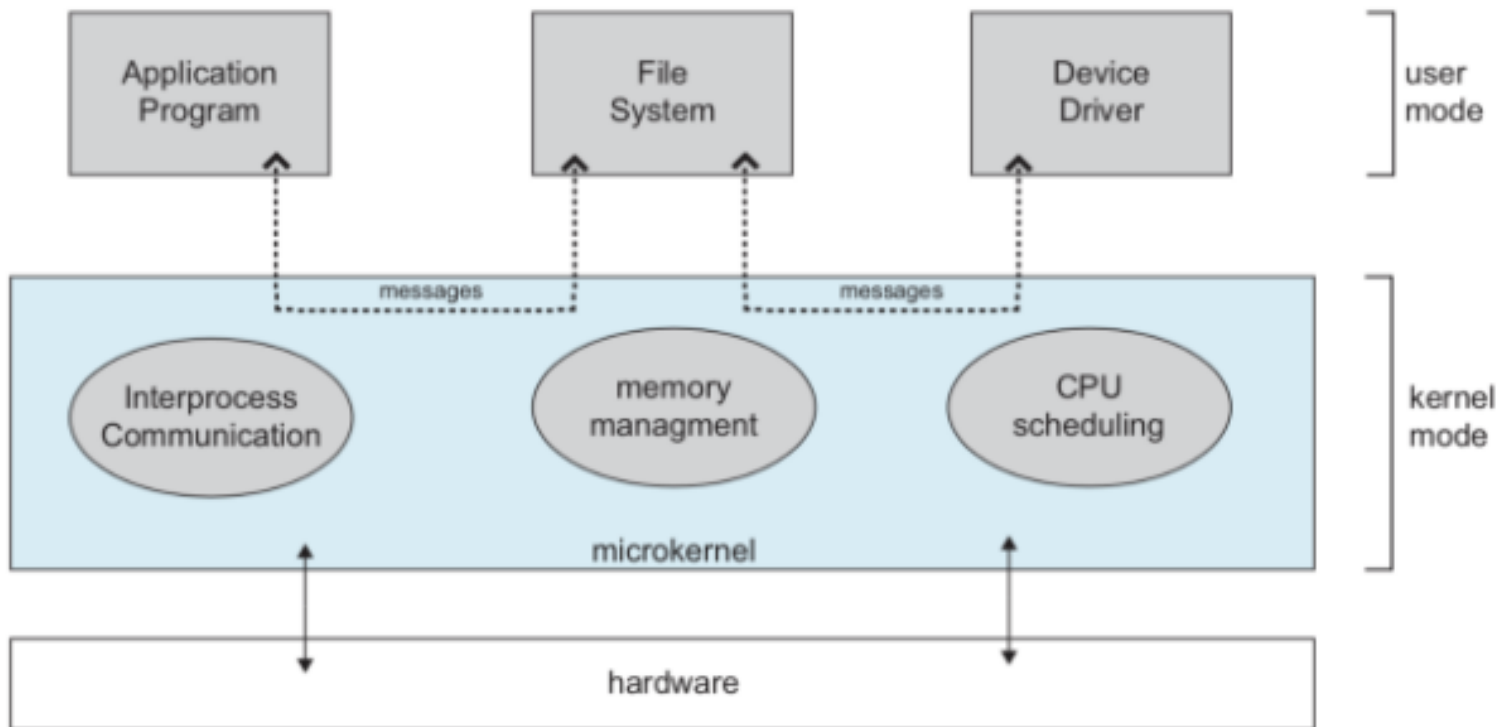 Application
Program
File
System
Device
Driver
user
mode
messages
messages
Interprocess
Communication
memory
managment
CPU
scheduling
kernel
mode
microkernel
hardware